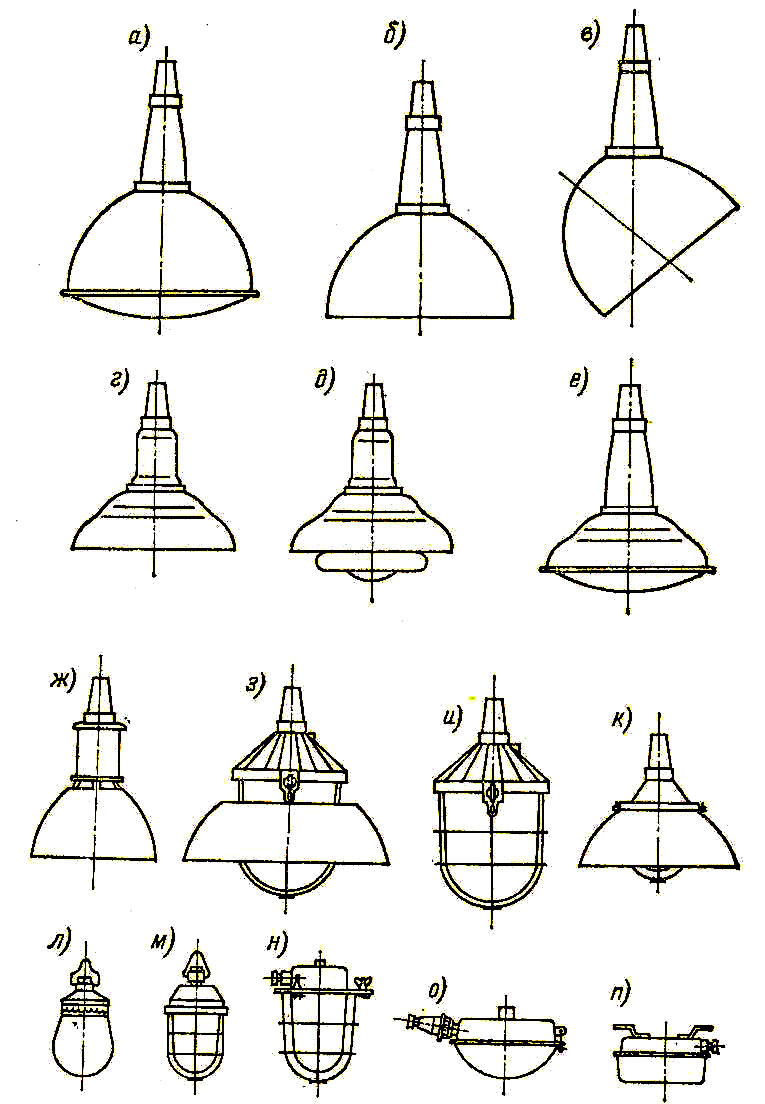 а) б) в)
г) д) е)
ж) з) и) к)
л) м) н) о) п)